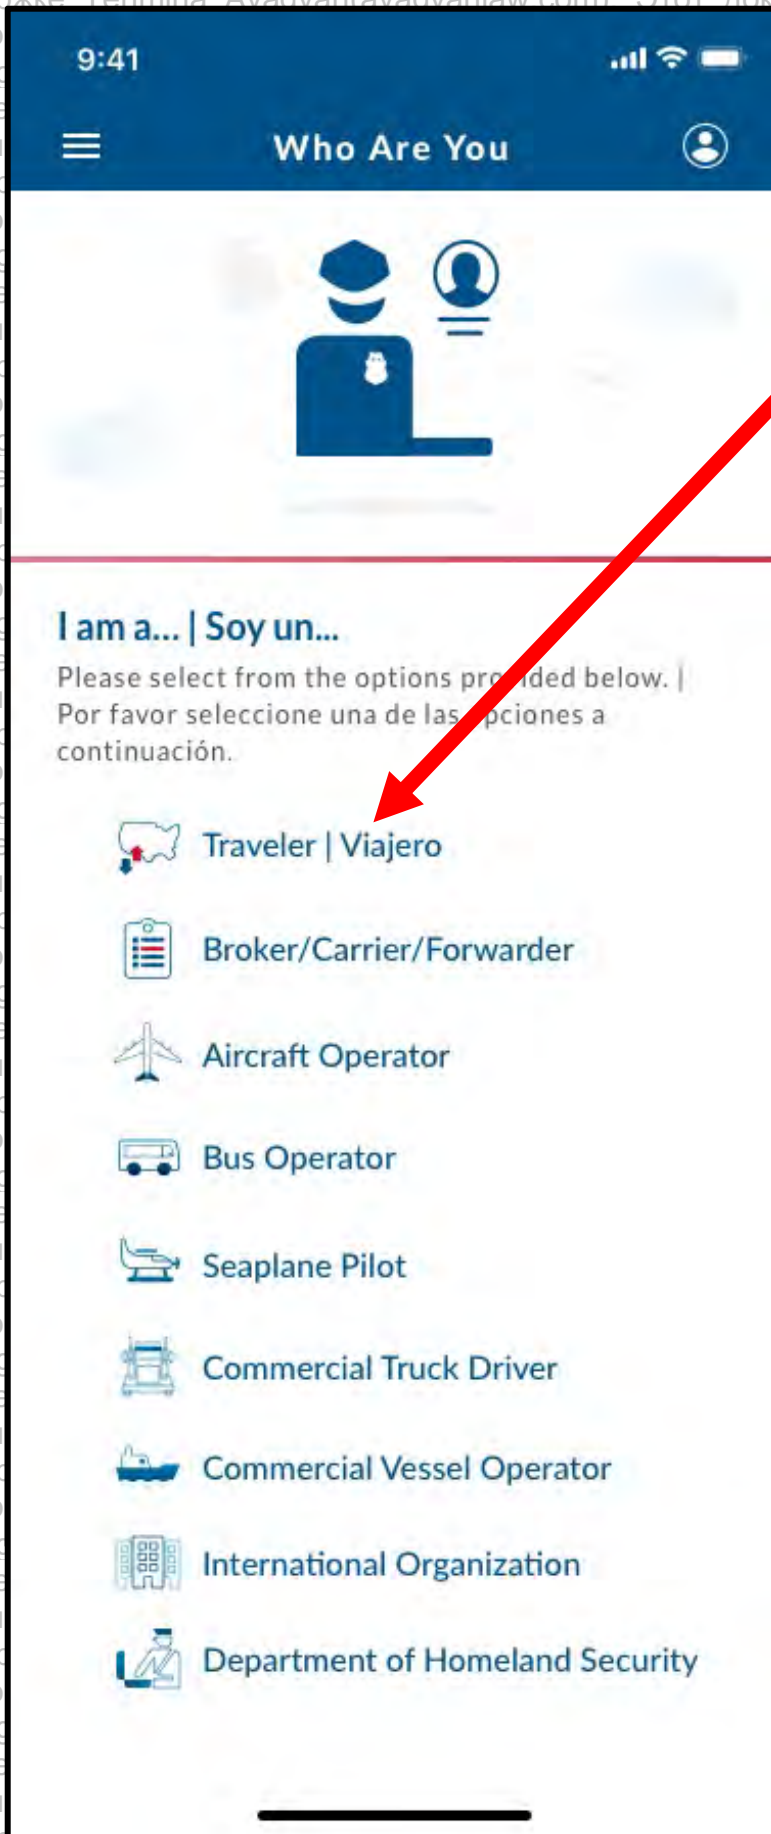 9:41
Who Are You
I am a... | Soy un...
Please select from the options provided below. |
Por favor seleccione una de las opciones a
continuación.
Traveler | Viajero
Broker/Carrier/Forwarder
Aircraft Operator
Bus Operator
Seaplane Pilot
Commercial Truck Driver
Commercial Vessel Operator
International Organization
Department of Homeland Security